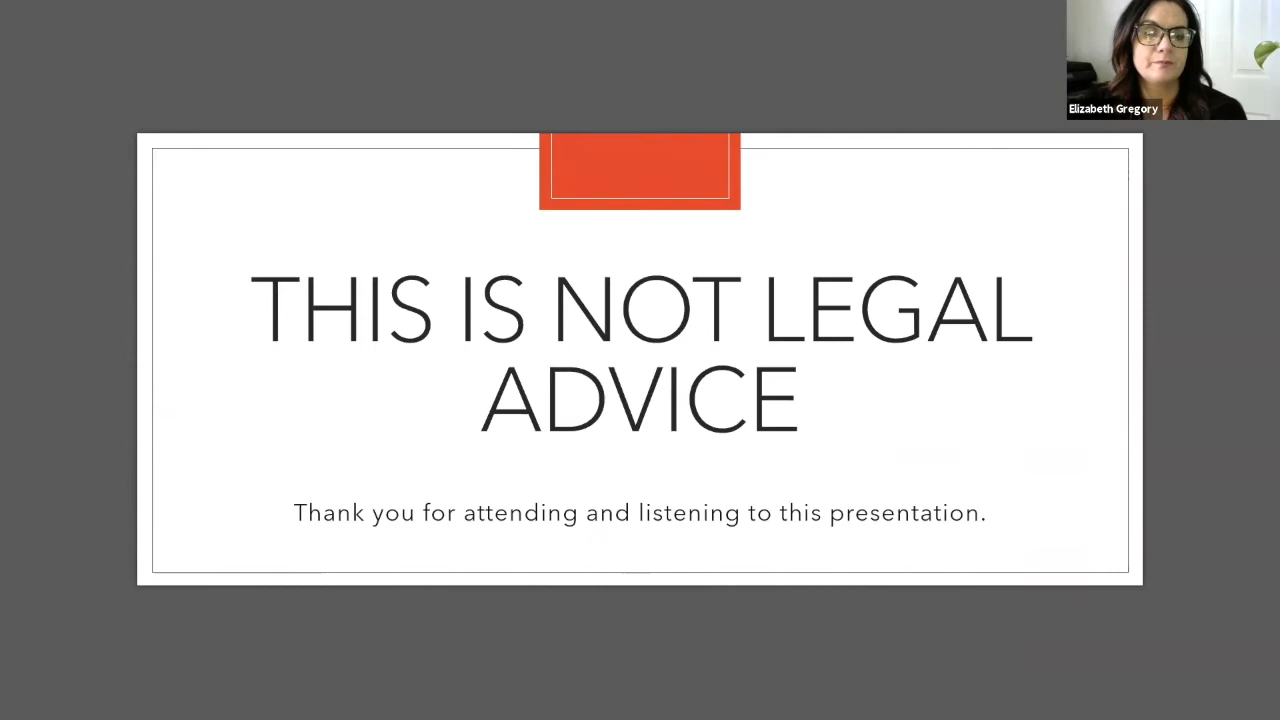 Elizabeth Gregory
THIS IS NOT LEGAL
ADVICE
Thank you for attending and listening to this presentation.